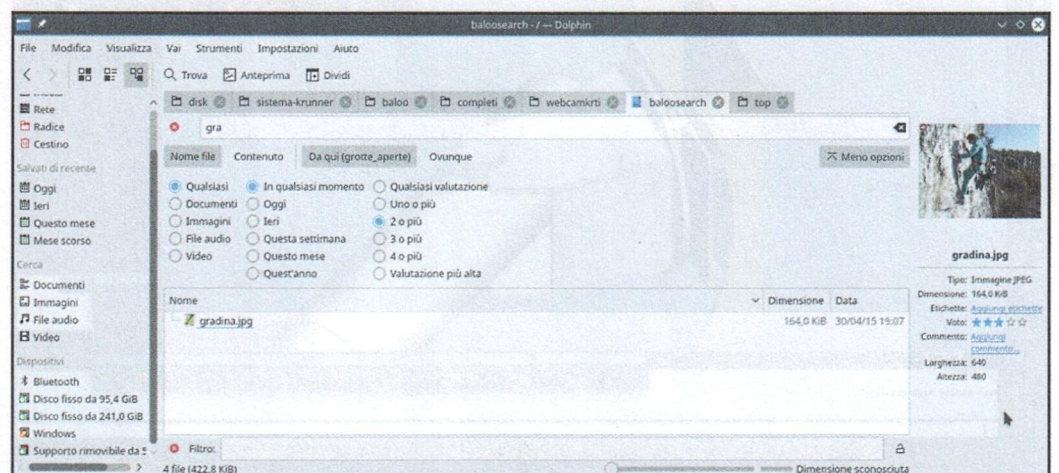 baloosearch - / — Dolphin
File Modifica Visualizza Vai Strumenti Impostazioni Aiuto
Trova Anteprima Dividi
Rete
Radice
Cestino
Salvati di recente
Oggi
Ieri
Questo mese
Mese scorso
Cerca
Documenti
Immagini
File audio
Video
Dispositivi
Bluetooth
Disco fisso da 95,4 GiB
Disco fisso da 241,0 GiB
Windows
Supporto rimovibile da
disk sistema-krunner baloo completi webcamkrti baloosearch top
gra
Nome file Contenuto Da qui (grotte_aperte) Ovunque Meno opzioni
Qualsiasi In qualsiasi momento Qualsiasi valutazione
Documenti Oggi Uno o più
Immagini Ieri 2 o più
File audio Questa settimana 3 o più
Video Questo mese 4 o più
Quest'anno Valutazione più alta
Nome Dimensione Data
gradina.jpg 164,0 KiB 30/04/15 19:07
Filtro:
4 file (422,8 KiB) Dimensione sconosciuta
gradina.jpg
Tipo: Immagine JPEG
Dimensione: 164,0 KiB
Etichette: Aggiungi etichette
Voto:
Commento: Aggiungi
commento...
Larghezza: 640
Altezza: 480